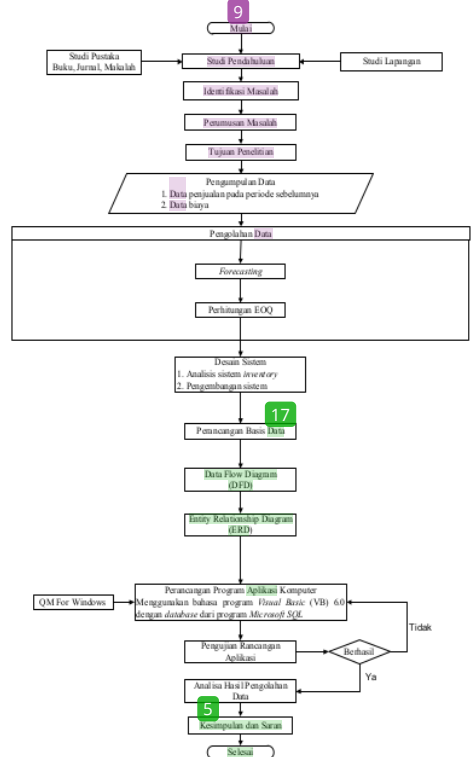 9
Mulai
Studi Pustaka
Buku, Jurnal, Makalah
Studi Pendahuluan
Studi Lapangan
Identifikasi Masalah
Perumusan Masalah
Tujuan Penelitian
Pengumpulan Data
1. Data penjualan pada periode sebelumnya
2. Data biaya
Pengolahan Data
Forecasting
Perhitungan EOQ
Desain Sistem
1. Analisis sistem inventory
2. Pengembangan sistem
17
Perancangan Basis Data
Data Flow Diagram
(DFD)
Entity Relationship Diagram
(ERD)
Perancangan Program Aplikasi Komputer
Menggunakan bahasa program Visual Basic (VB) 6.0
dengan database dari program Microsoft SQL
QM For Windows
Tidak
Pengujian Rancangan
Aplikasi
Berhasil
Ya
Analisa Hasil Pengolahan
Data
5
Kesimpulan dan Saran
Selesai